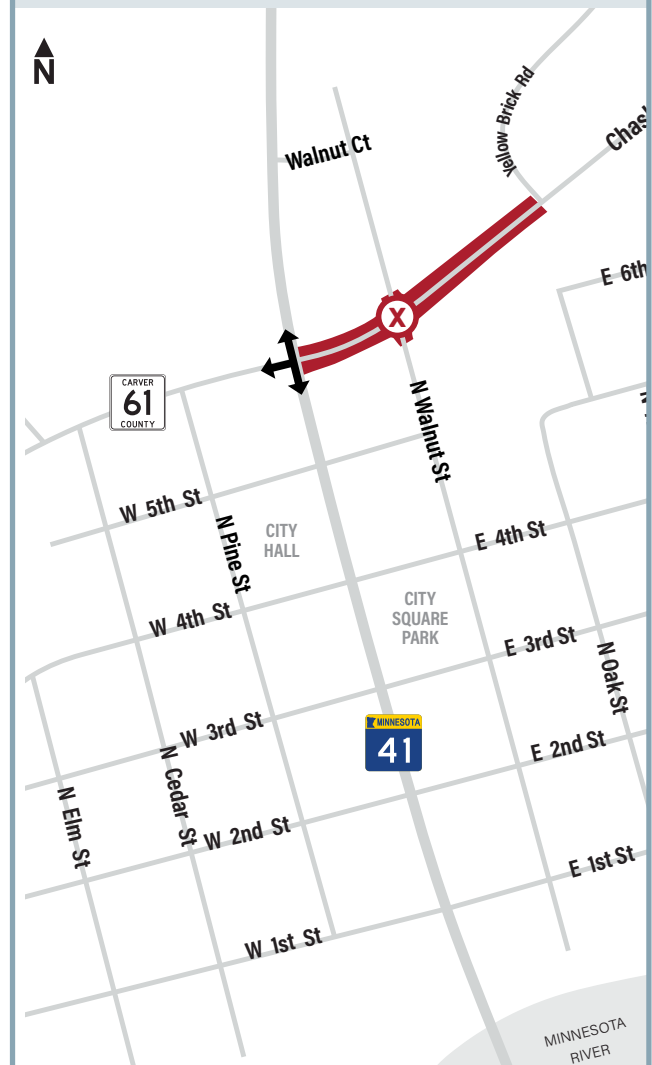 N
Yellow Brick Rd
Chas
Walnut Ct
E 6th
X
CARVER
61
COUNTY
N Walnut St
W 5th St
N Pine St
CITY
HALL
E 4th St
W 4th St
CITY
SQUARE
PARK
E 3rd St
N Oak St
W 3rd St
MINNESOTA
41
E 2nd St
N Cedar St
N Elm St
W 2nd St
E 1st St
W 1st St
MINNESOTA
RIVER